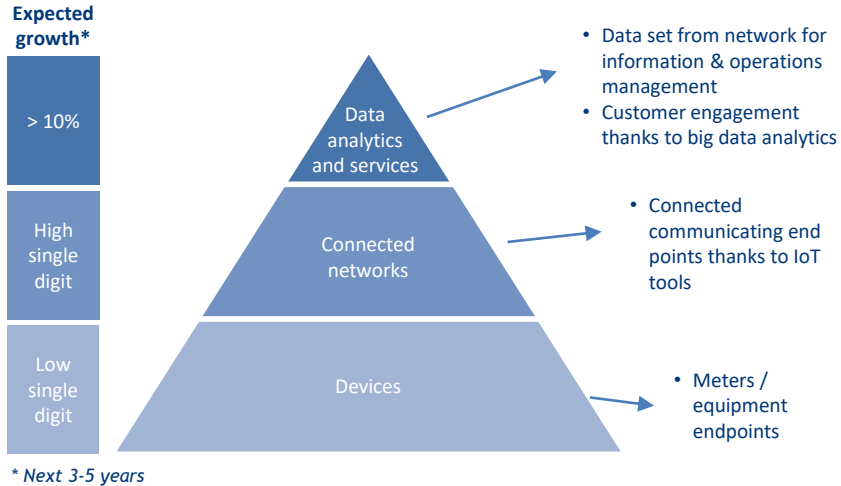 Expected
growth*
> 10%
High
single
digit
Low
single
digit
Data
analytics
and services
Connected
networks
Devices
• Data set from network for
information & operations
management
• Customer engagement
thanks to big data analytics
• Connected
communicating end
points thanks to IoT
tools
• Meters /
equipment
endpoints
* Next 3-5 years